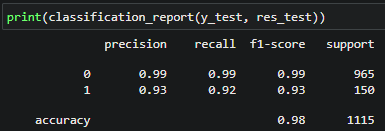 print(classification_report(y_test, res_test))
precision recall f1-score support
0 0.99 0.99 0.99 965
1 0.93 0.92 0.93 150
accuracy 0.98 1115